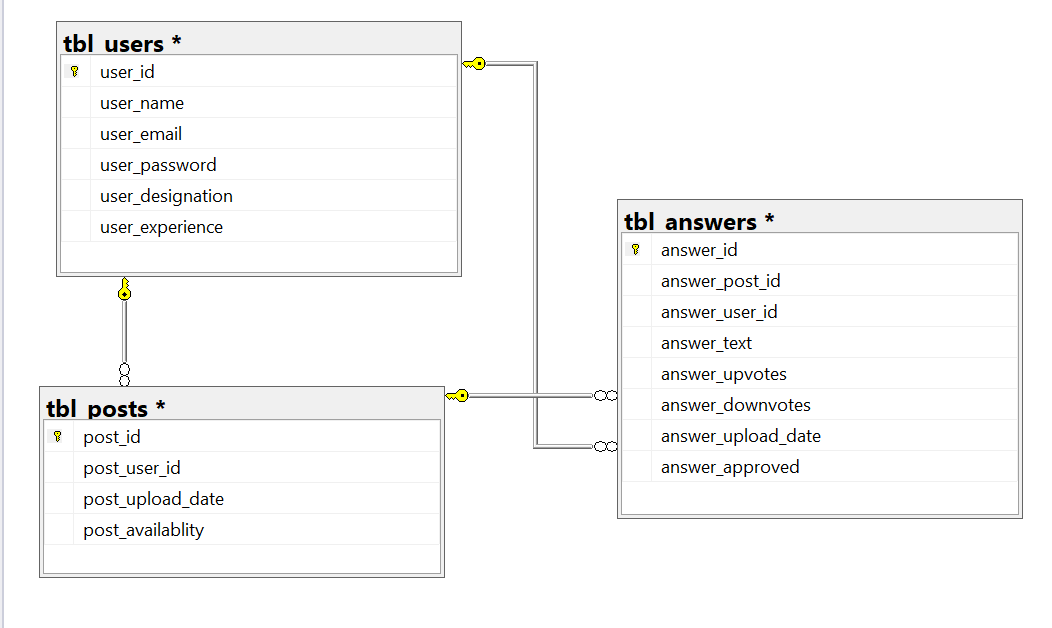 tbl_users *
user_id
user_name
user_email
user_password
user_designation
user_experience
tbl_answers *
answer_id
answer_post_id
answer_user_id
answer_text
answer_upvotes
answer_downvotes
answer_upload_date
answer_approved
tbl_posts *
post_id
post_user_id
post_upload_date
post_availablity